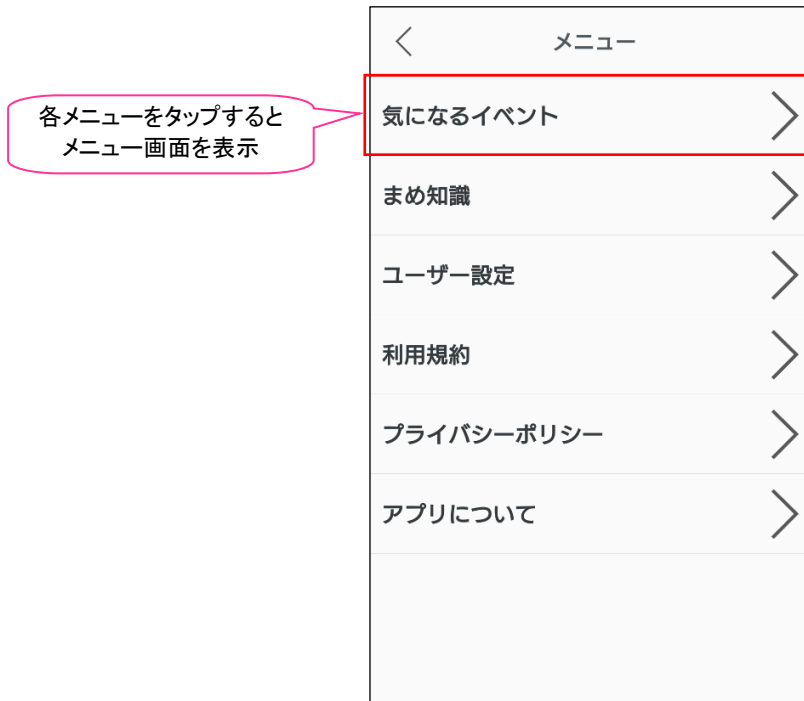 メニュー
各メニューをタップすると
メニュー画面を表示
気になるイベント
まめ知識
ユーザー設定
利用規約
プライバシーポリシー
アプリについて